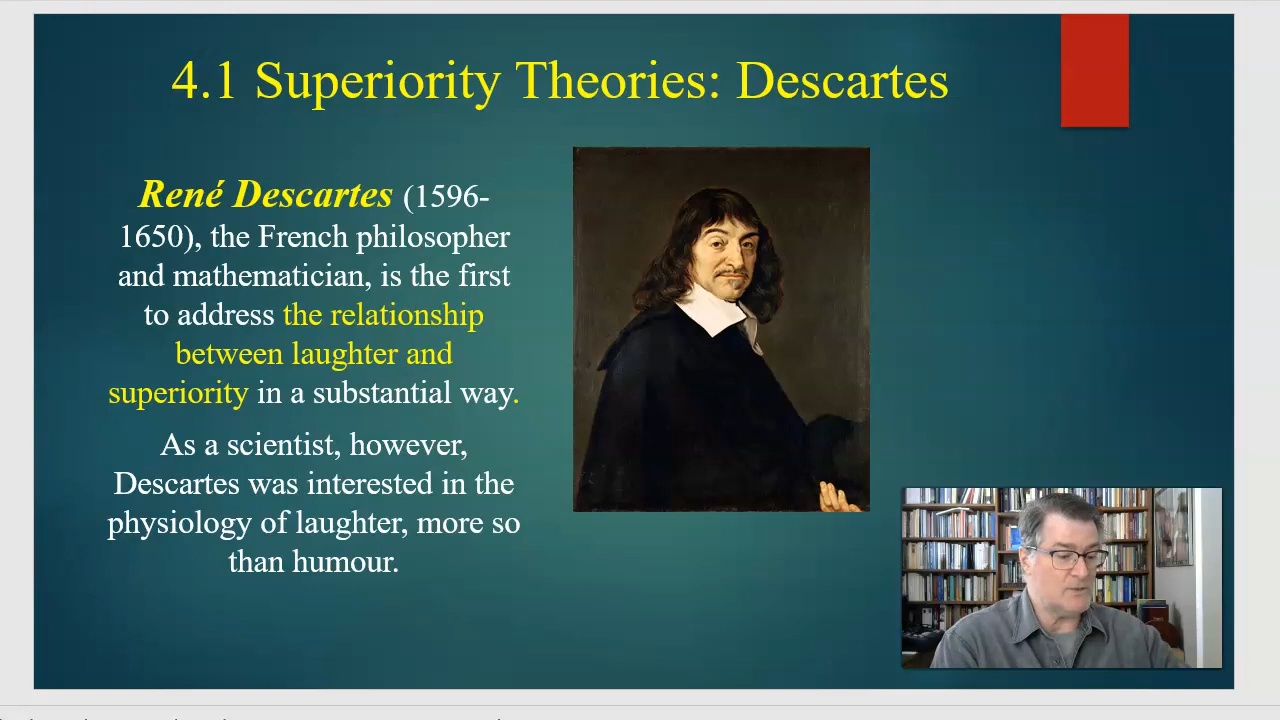 4.1 Superiority Theories: Descartes
René Descartes (1596-
1650), the French philosopher
and mathematician, is the first
to address the relationship
between laughter and
superiority in a substantial way.
As a scientist, however,
Descartes was interested in the
physiology of laughter, more so
than humour.